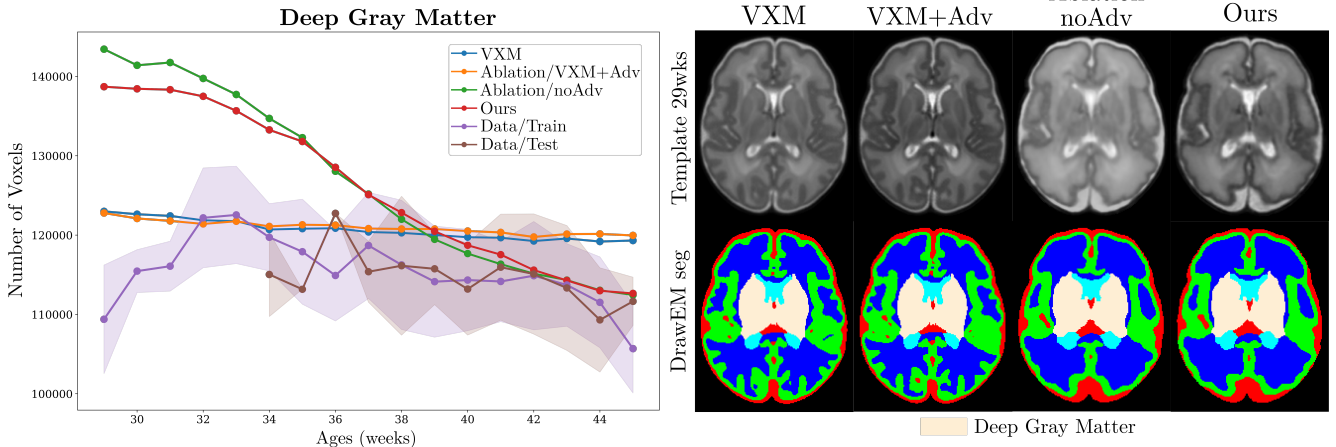 Deep Gray Matter
Number of Voxels
140000
130000
120000
110000
100000
VXM
Ablation/VXM+Adv
Ablation/noAdv
Ours
Data/Train
Data/Test
30
32
34
36
38
40
42
44
Ages (weeks)
VXM
VXM+Adv
noAdv
Ours
Template 29wks
DrawEM seg
Deep Gray Matter